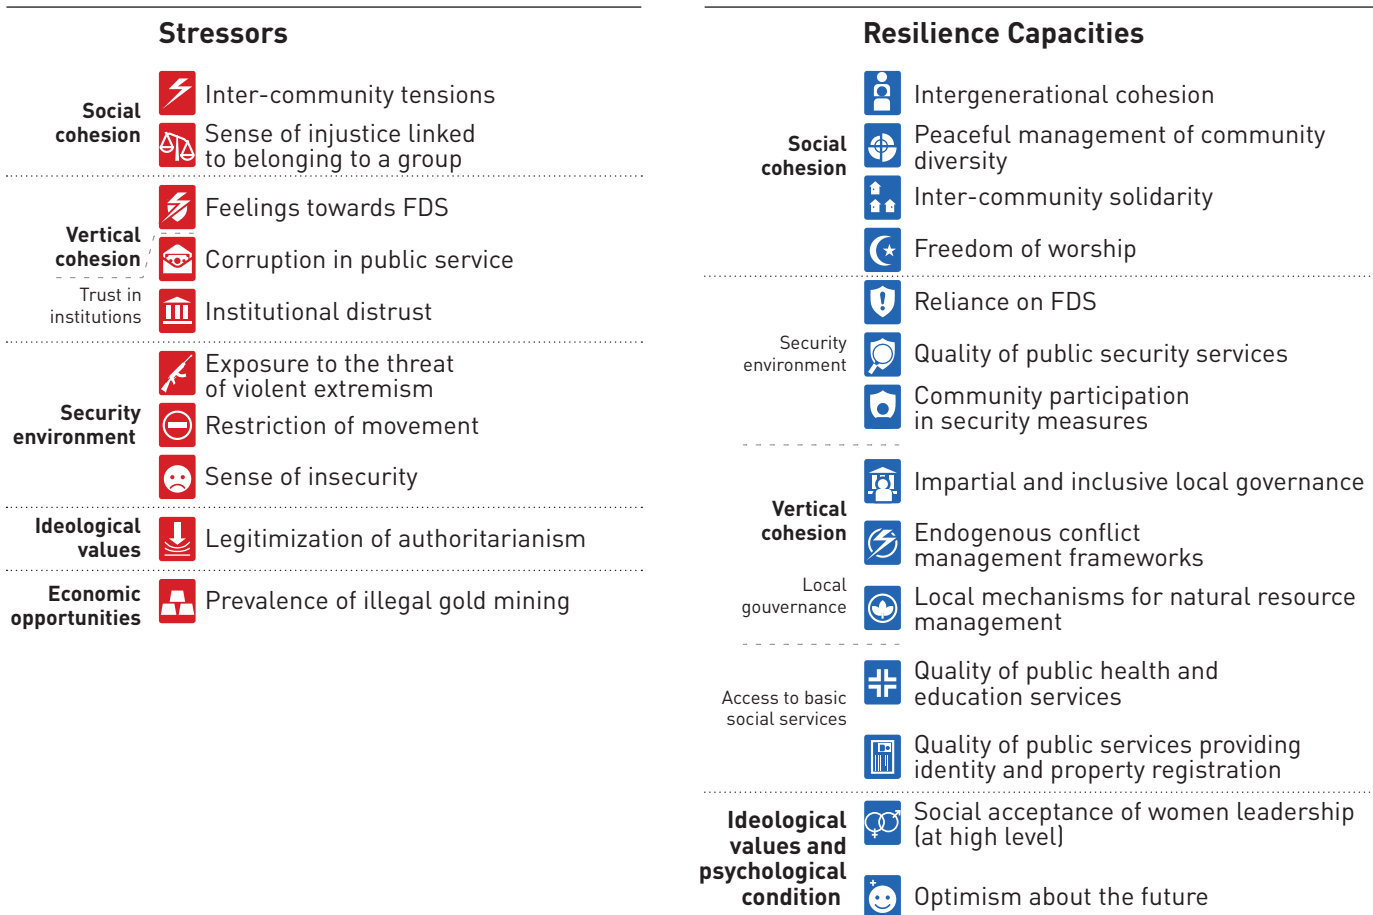 Stressors
Social
cohesion
Inter-community tensions
Sense of injustice linked
to belonging to a group
Vertical
cohesion
Trust in
institutions
Feelings towards FDS
Corruption in public service
Institutional distrust
Security
environment
Exposure to the threat
of violent extremism
Restriction of movement
Sense of insecurity
Ideological
values
Legitimization of authoritarianism
Economic
opportunities
Prevalence of illegal gold mining
Resilience Capacities
Social
cohesion
Intergenerational cohesion
Peaceful management of community
diversity
Inter-community solidarity
Freedom of worship
Security
environment
Reliance on FDS
Quality of public security services
Community participation
in security measures
Vertical
cohesion
Local
gouvernance
Impartial and inclusive local governance
Endogenous conflict
management frameworks
Local mechanisms for natural resource
management
Access to basic
social services
Quality of public health and
education services
Quality of public services providing
identity and property registration
Ideological
values and
psychological
condition
Social acceptance of women leadership
(at high level)
Optimism about the future